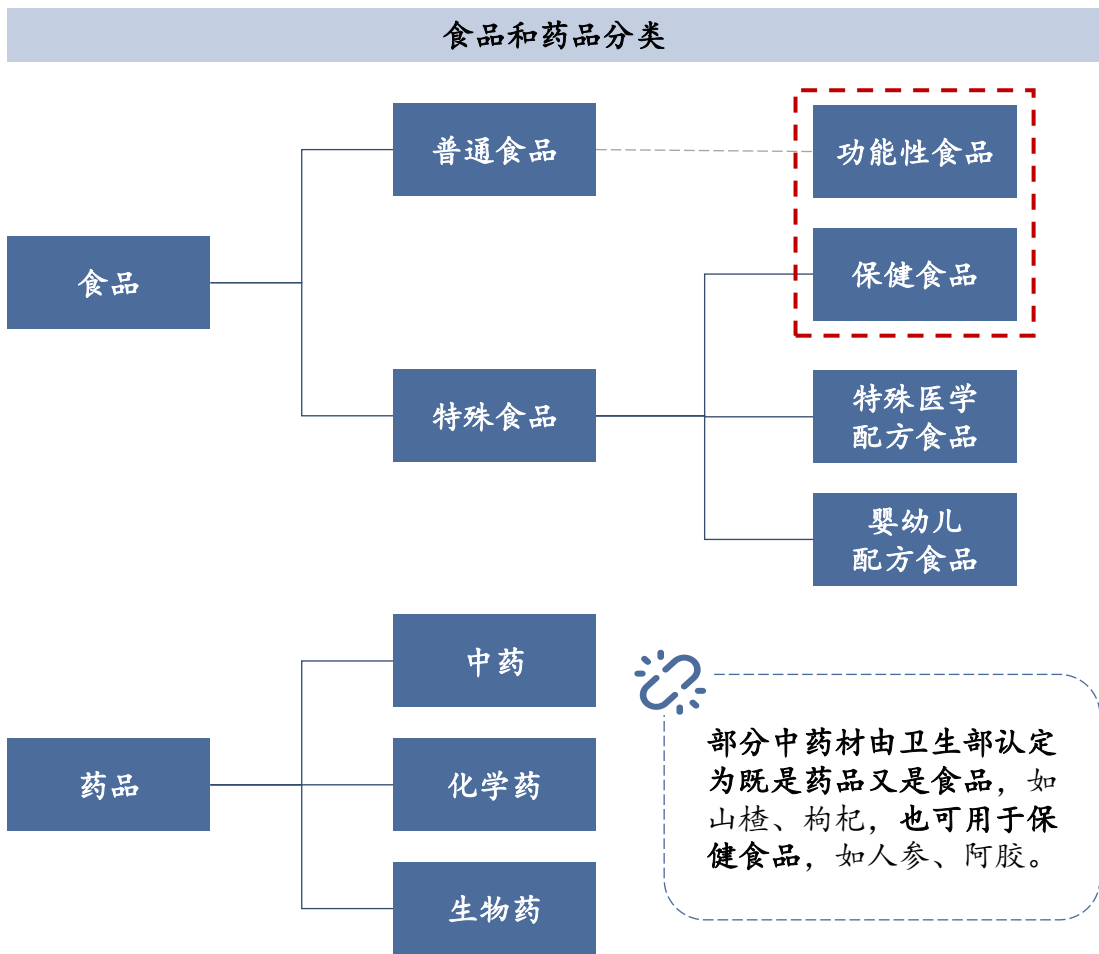 食品和药品分类
普通食品
功能性食品
食品
保健食品
特殊食品
特殊医学
配方食品
婴幼儿
配方食品
中药
药品
化学药
生物药
部分中药材由卫生部认定
为既是药品又是食品，如
山楂、枸杞，也可用于保
健食品，如人参、阿胶。